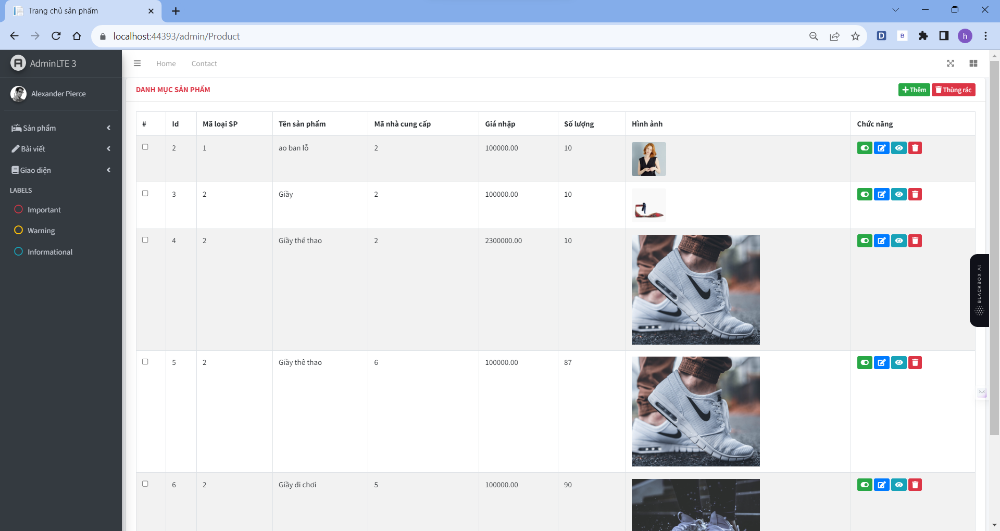 Trang chủ sản phẩm
localhost:44393/admin/Product
D
B
h
AdminLTE 3
Home
Contact
Alexander Pierce
DANH MỤC SẢN PHẨM
Thêm
Thùng rác
Sản phẩm
Bài viết
Giao diện
LABELS
Important
Warning
Informational
# Id Mã loại SP Tên sản phẩm Mã nhà cung cấp Giá nhập Số lượng Hình ảnh Chức năng
2 1 ao ban lỗ 2 100000.00 10
3 2 Giầy 2 100000.00 10
4 2 Giầy thể thao 2 2300000.00 10
5 2 Giầy thê thao 6 100000.00 87
6 2 Giầy đi chơi 5 100000.00 90
BLACKBOX AI